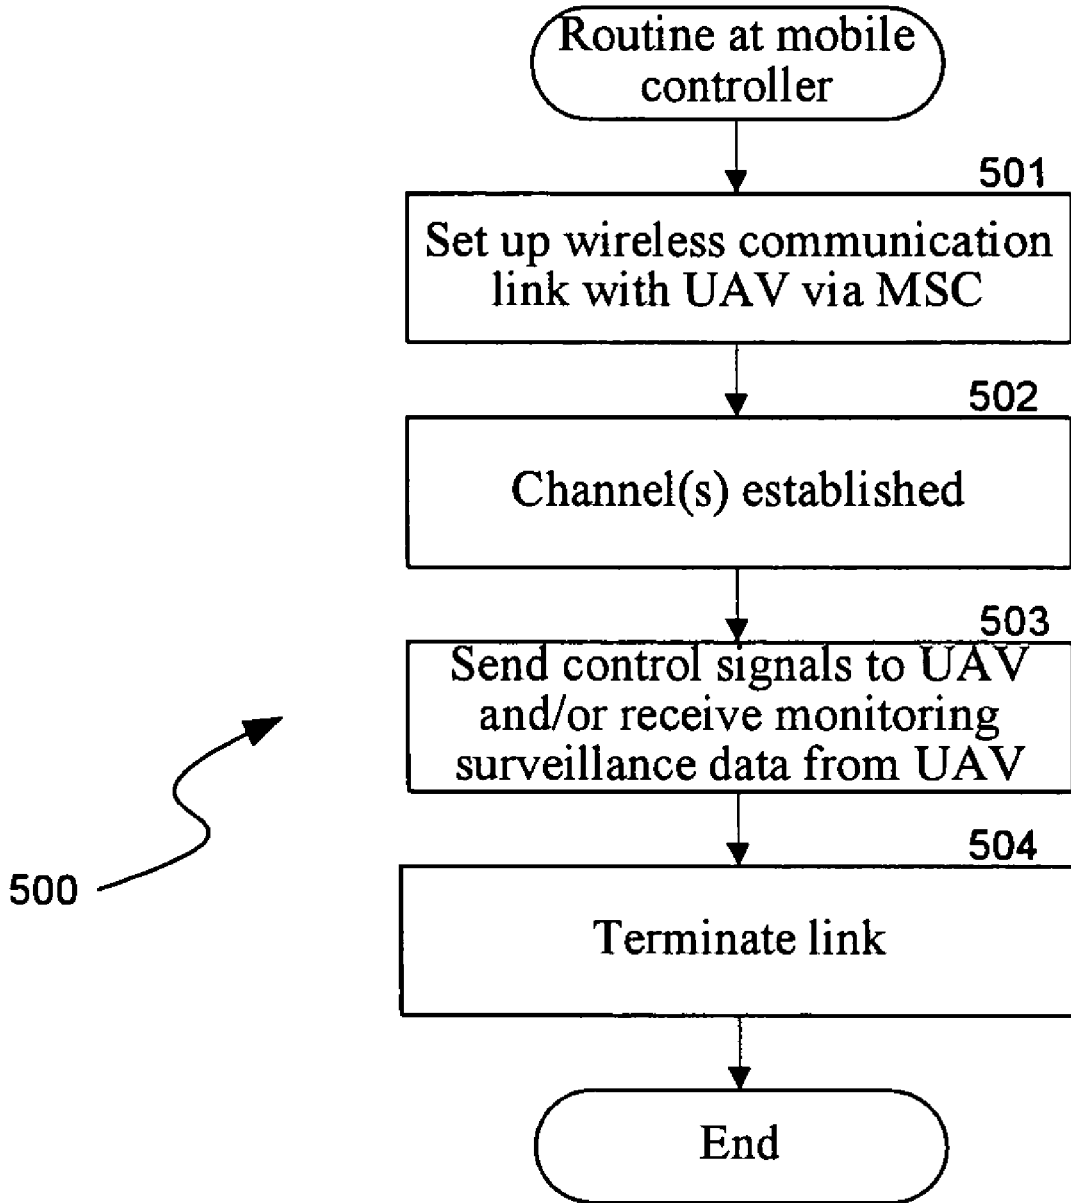 Routine at mobile
controller
501
Set up wireless communication
link with UAV via MSC
502
Channel(s) established
503
Send control signals to UAV
and/or receive monitoring
surveillance data from UAV
500
504
Terminate link
End